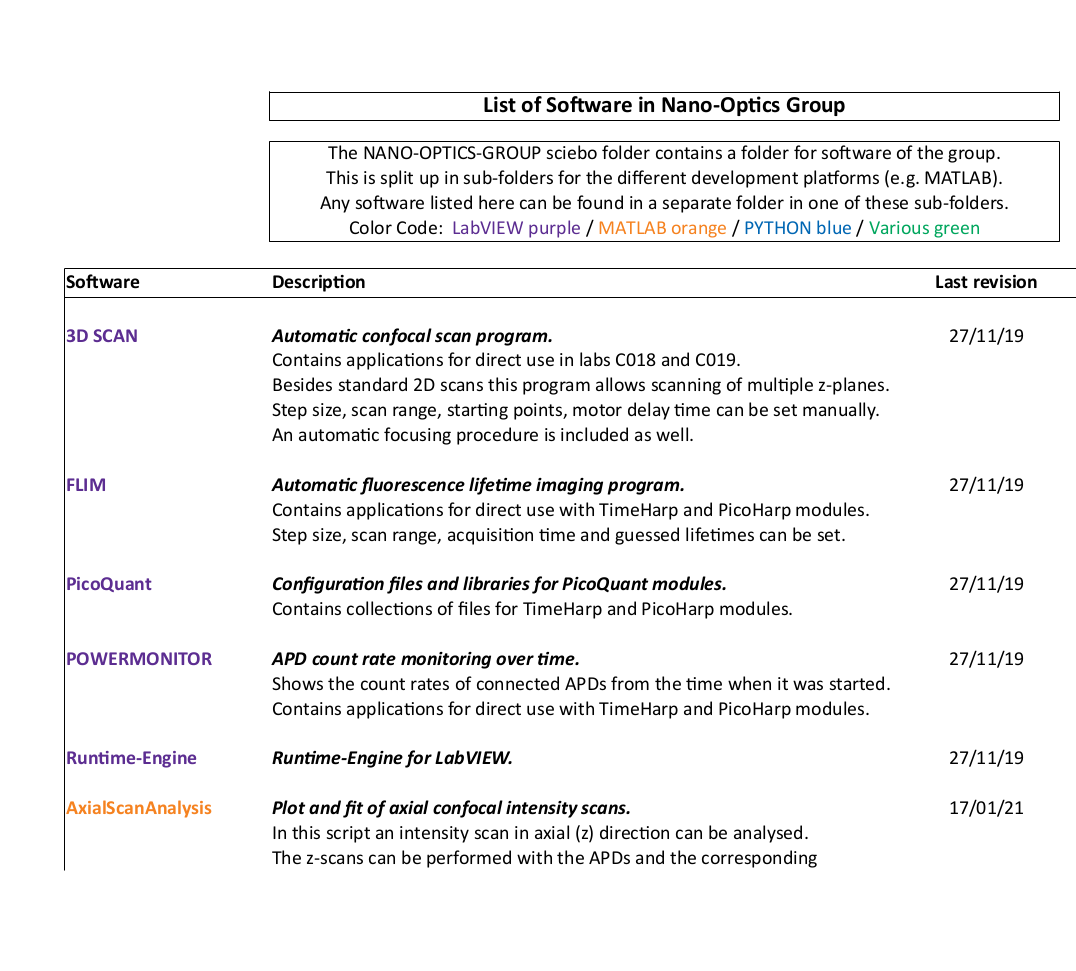 List of Software in Nano-Optics Group
The NANO-OPTICS-GROUP sciebo folder contains a folder for software of the group.
This is split up in sub-folders for the different development platforms (e.g. MATLAB).
Any software listed here can be found in a separate folder in one of these sub-folders.
Color Code: LabVIEW purple / MATLAB orange / PYTHON blue / Various green
Software Description Last revision
3D SCAN Automatic confocal scan program. 27/11/19
Contains applications for direct use in labs C018 and C019.
Besides standard 2D scans this program allows scanning of multiple z-planes.
Step size, scan range, starting points, motor delay time can be set manually.
An automatic focusing procedure is included as well.
FLIM Automatic fluorescence lifetime imaging program. 27/11/19
Contains applications for direct use with TimeHarp and PicoHarp modules.
Step size, scan range, acquisition time and guessed lifetimes can be set.
PicoQuant Configuration files and libraries for PicoQuant modules. 27/11/19
Contains collections of files for TimeHarp and PicoHarp modules.
POWERMONITOR APD count rate monitoring over time. 27/11/19
Shows the count rates of connected APDs from the time when it was started.
Contains applications for direct use with TimeHarp and PicoHarp modules.
Runtime-Engine Runtime-Engine for LabVIEW. 27/11/19
AxialScanAnalysis Plot and fit of axial confocal intensity scans. 17/01/21
In this script an intensity scan in axial (z) direction can be analysed.
The z-scans can be performed with the APDs and the corresponding